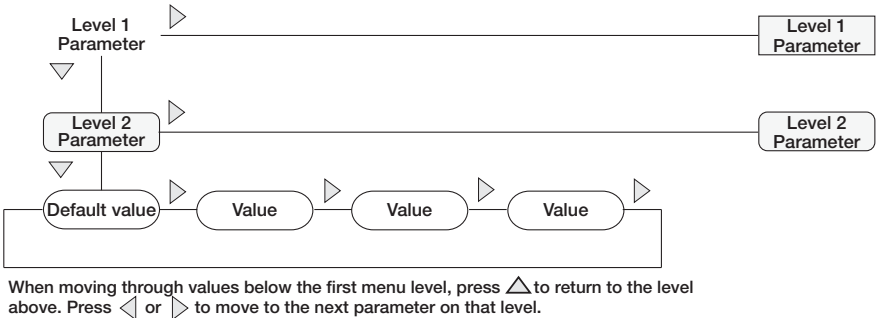 Level 1
Parameter
Level 1
Parameter
Level 2
Parameter
Level 2
Parameter
Default value
Value
Value
Value
When moving through values below the first menu level, press △ to return to the level
above. Press ◁ or ▷ to move to the next parameter on that level.